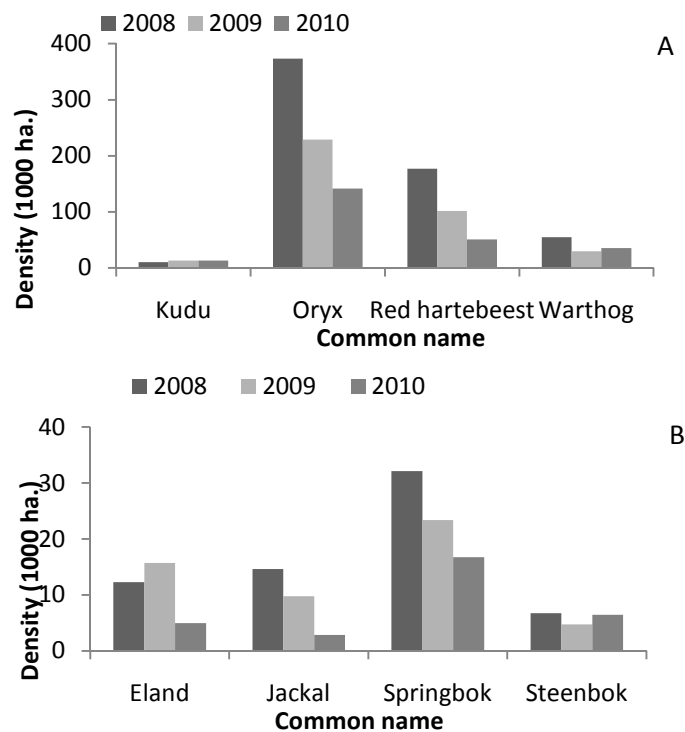 2008 2009 2010
A
400
300
200
100
0
Density (1000 ha.)
Kudu Oryx Red hartebeest Warthog
Common name
2008 2009 2010
B
40
30
20
10
0
Density (1000 ha.)
Eland Jackal Springbok Steenbok
Common name